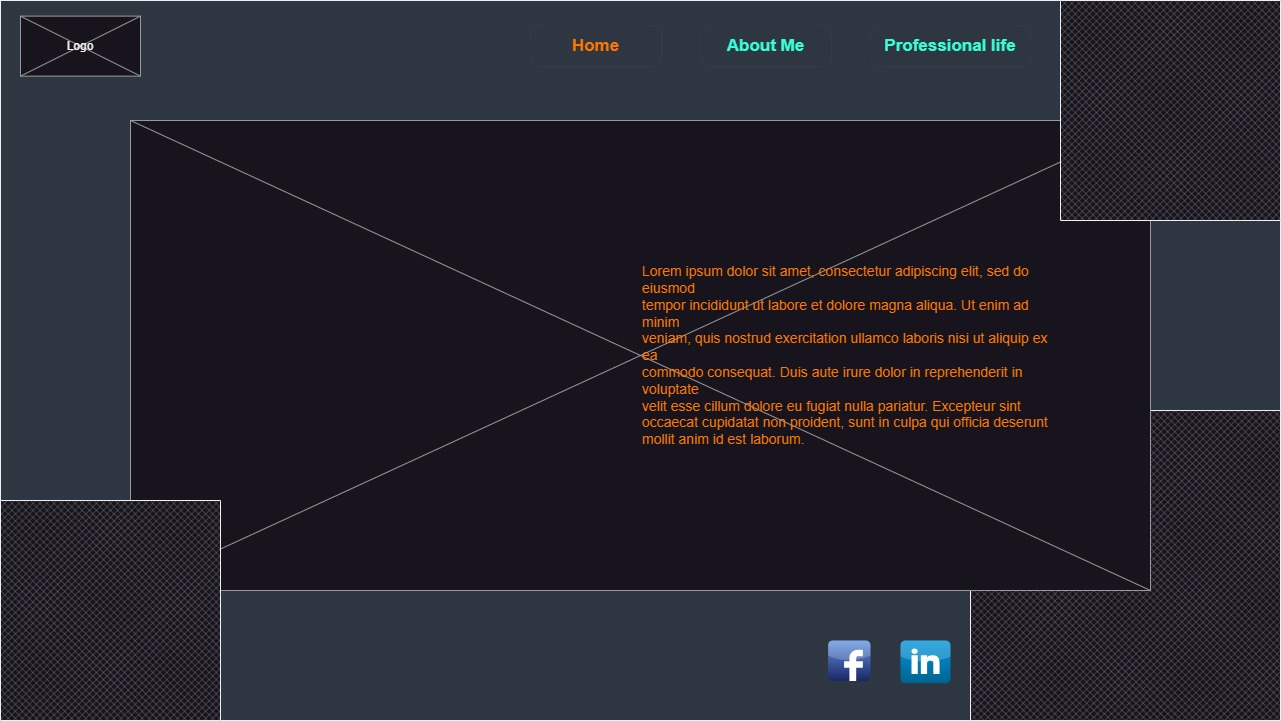 Logo
Home
About Me
Professional life
Lorem ipsum dolor sit amet, consectetur adipiscing elit, sed do
eiusmod
tempor incididunt ut labore et dolore magna aliqua. Ut enim ad
minim
veniam, quis nostrud exercitation ullamco laboris nisi ut aliquip ex
ea
commodo consequat. Duis aute irure dolor in reprehenderit in
voluptate
velit esse cillum dolore eu fugiat nulla pariatur. Excepteur sint
occaecat cupidatat non proident, sunt in culpa qui officia deserunt
mollit anim id est laborum.
f
in